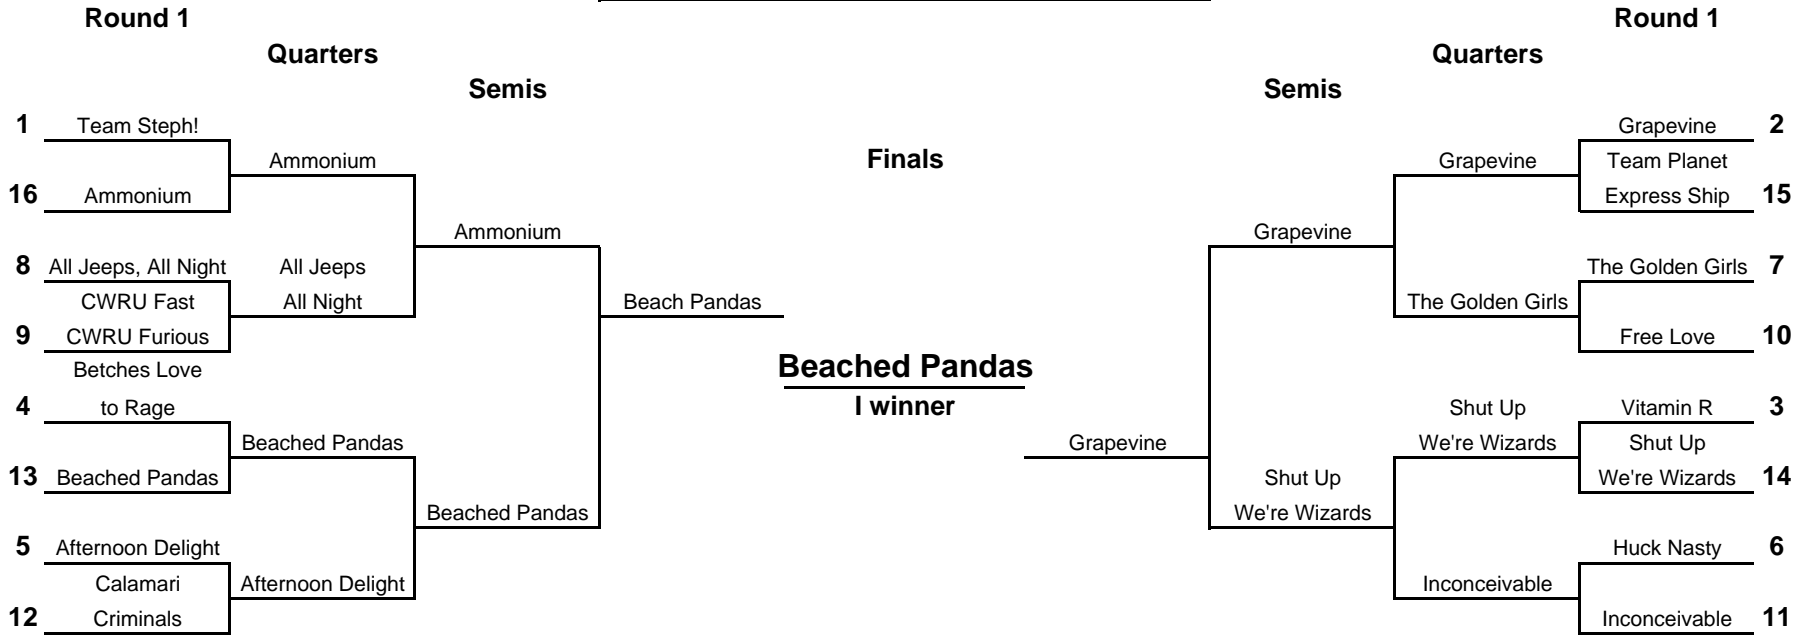 Round 1
Round 1
Quarters
Quarters
Semis
Semis
1 Team Steph!
Grapevine 2
Ammonium
Finals
Grapevine
Team Planet
16 Ammonium
Express Ship 15
Ammonium
Grapevine
8 All Jeeps, All Night
All Jeeps
The Golden Girls 7
CWRU Fast
All Night
Beach Pandas
The Golden Girls
9 CWRU Furious
Free Love 10
Betches Love
Beached Pandas
4 to Rage
I winner
Shut Up
Vitamin R 3
Beached Pandas
Grapevine
We're Wizards
Shut Up
13 Beached Pandas
Shut Up
We're Wizards 14
Beached Pandas
We're Wizards
5 Afternoon Delight
Huck Nasty 6
Calamari
Afternoon Delight
Inconceivable
12 Criminals
Inconceivable 11